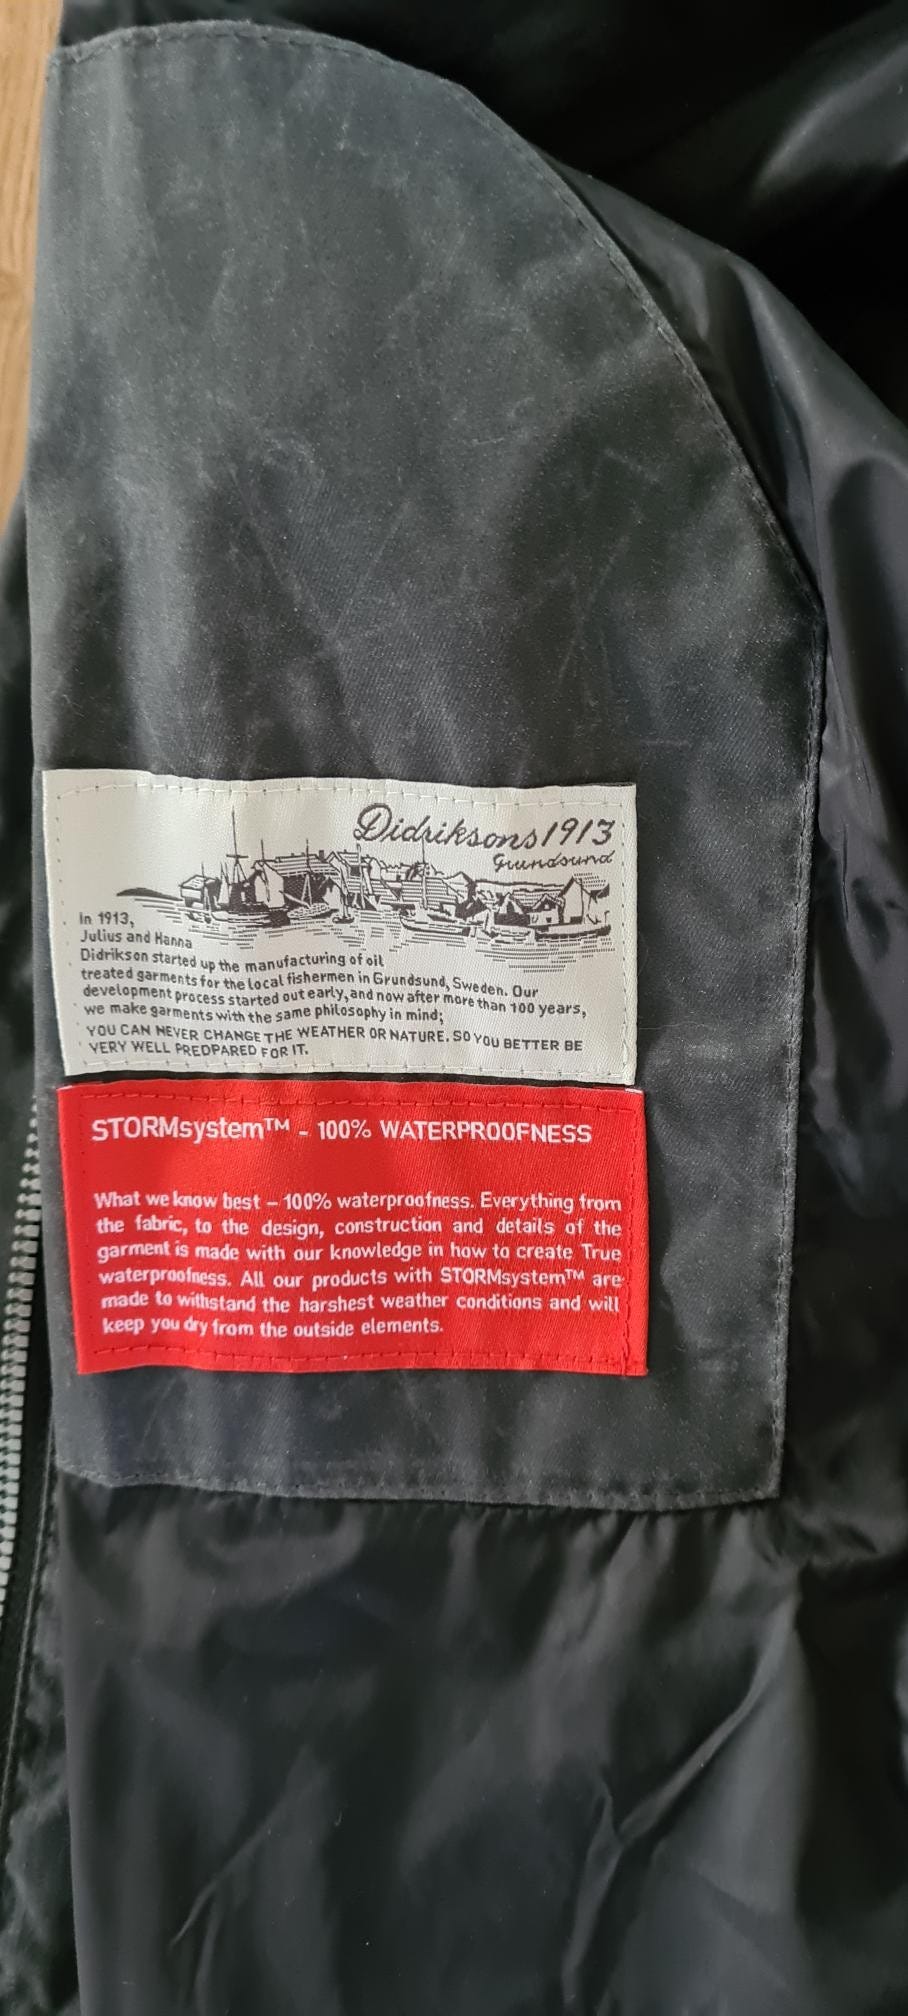 Didriksons1913
Grundsund
In 1913,
Julius and Hanna
Didrikson started up the manufacturing of oil
treated garments for the local fishermen in Grundsund, Sweden. Our
development process started out early, and now after more than 100 years,
we make garments with the same philosophy in mind;
YOU CAN NEVER CHANGE THE WEATHER OR NATURE. SO YOU BETTER BE
VERY WELL PREDPARED FOR IT.
STORMsystem™ - 100% WATERPROOFNESS
What we know best – 100% waterproofness. Everything from
the fabric, to the design, construction and details of the
garment is made with our knowledge in how to create True
waterproofness. All our products with STORMsystem™ are
made to withstand the harshest weather conditions and will
keep you dry from the outside elements.